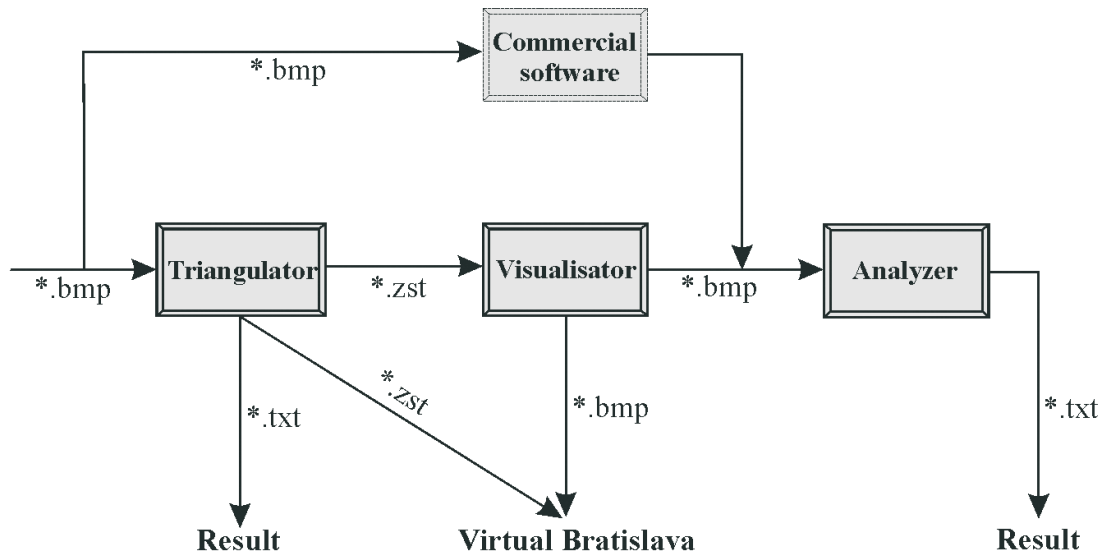 Commercial
software
*.bmp
Triangulator
Visualisator
Analyzer
*.bmp
*.zst
*.bmp
*.zst
*.txt
*.bmp
*.txt
Result
Virtual Bratislava
Result